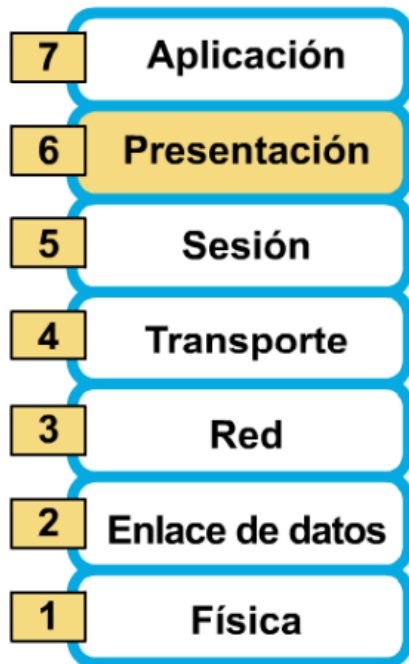 7 Aplicación
6 Presentación
5 Sesión
4 Transporte
3 Red
2 Enlace de datos
1 Física